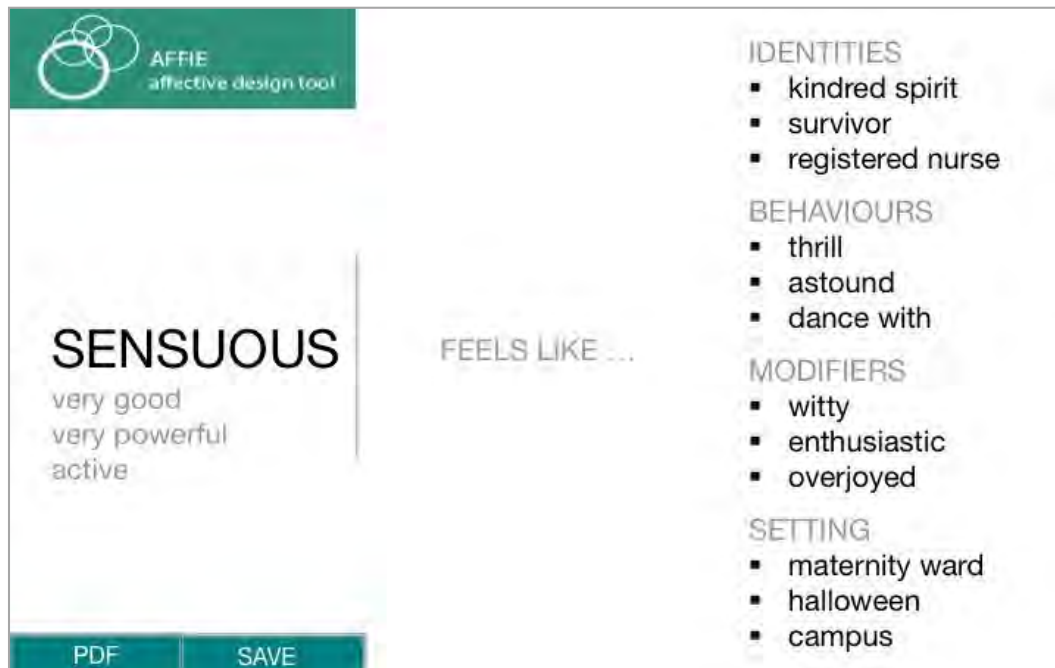 AFFIE
affective design tool
SENSUOUS
very good
very powerful
active
PDF
SAVE
FEELS LIKE ...
IDENTITIES
▪ kindred spirit
▪ survivor
▪ registered nurse
BEHAVIOURS
▪ thrill
▪ astound
▪ dance with
MODIFIERS
▪ witty
▪ enthusiastic
▪ overjoyed
SETTING
▪ maternity ward
▪ halloween
▪ campus